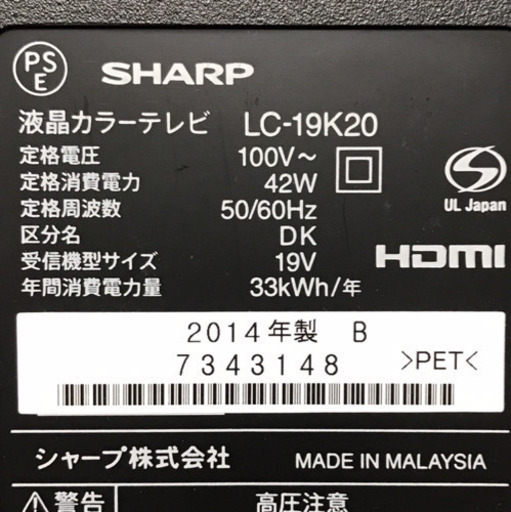 PS
E
SHARP
液晶カラーテレビ LC-19K20
定格電圧 100V～
定格消費電力 42W
定格周波数 50/60Hz
区分名 DK
受信機型サイズ 19V
年間消費電力量 33kWh/年
UL Japan
HDMI
2014年製 B
7343148
>PET<
シャープ株式会社 MADE IN MALAYSIA
警告 高圧注意